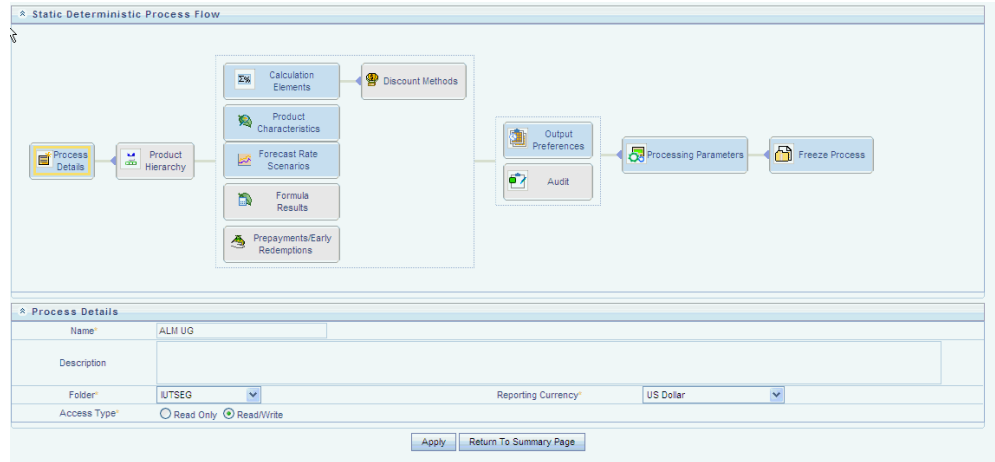 Static Deterministic Process Flow
Process
Details
Product
Hierarchy
Σ%
Calculation
Elements
Discount Methods
Product
Characteristics
Forecast Rate
Scenarios
Formula
Results
Prepayments/Early
Redemptions
Output
Preferences
Audit
Processing Parameters
Freeze Process
Process Details
Name*
ALM UG
Description
Folder*
IUTSEG
Reporting Currency*
US Dollar
Access Type*
Read Only
Read/Write
Apply
Return To Summary Page